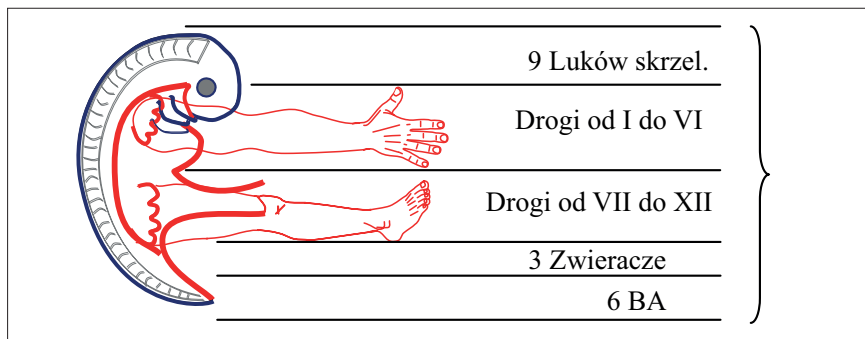 9 Luków skrzel.
Drogi od I do VI
Drogi od VII do XII
3 Zwieracze
6 BA